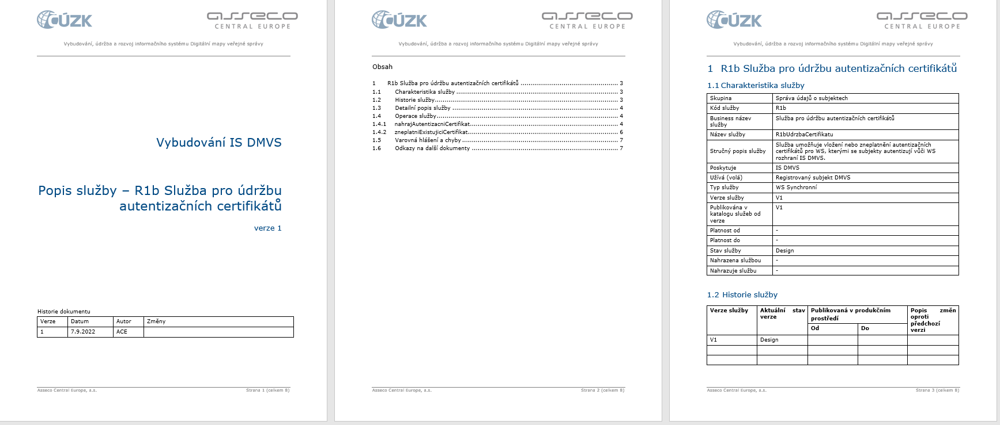 ČÚZK
asseco
CENTRAL EUROPE
Vybudování, údržba a rozvoj informačního systému Digitální mapy veřejné správy
Vybudování IS DMVS
Popis služby – R1b Služba pro údržbu
autentizačních certifikátů
verze 1
Historie dokumentu
Verze Datum Autor Změny
1 7.9.2022 ACE
Asseco Central Europe, a.s. Strana 1 (celkem 8)
ČÚZK
asseco
CENTRAL EUROPE
Vybudování, údržba a rozvoj informačního systému Digitální mapy veřejné správy
Obsah
1 R1b Služba pro údržbu autentizačních certifikátů ........ 3
1.1 Charakteristika služby ........ 3
1.2 Historie služby ........ 3
1.3 Detailní popis služby ........ 4
1.4 Operace služby ........ 4
1.4.1 nahrajAutentizacniCertifikat ........ 4
1.4.2 zneplatniExistujiciCertifikat ........ 6
1.5 Varovná hlášení a chyby ........ 7
1.6 Odkazy na další dokumenty ........ 7
Asseco Central Europe, a.s. Strana 2 (celkem 8)
ČÚZK
asseco
CENTRAL EUROPE
Vybudování, údržba a rozvoj informačního systému Digitální mapy veřejné správy
1 R1b Služba pro údržbu autentizačních certifikátů
1.1 Charakteristika služby
Skupina Správa údajů o subjektech
Kód služby R1b
Business název
služby
Služba pro údržbu autentizačních certifikátů
Název služby R1bUdrzbaCertifikatu
Stručný popis služby
Služba umožňuje vložení nebo zneplatnění autentizačních
certifikátů pro WS, kterými se subjekty autentizují vůči WS
rozhraní IS DMVS.
Poskytuje IS DMVS
Užívá (volá) Registrovaný subjekt DMVS
Typ služby WS Synchronní
Verze služby V1
Publikována v
katalogu služeb od
verze
V1
Platnost od -
Platnost do -
Stav služby Design
Nahrazena službou -
Nahrazuje službu -
1.2 Historie služby
Verze služby
Aktuální stav
verze
Publikovaná v produkčním
prostředí
Od Do
Popis změn
oproti
předchozí
verzi
V1 Design
Asseco Central Europe, a.s. Strana 3 (celkem 8)